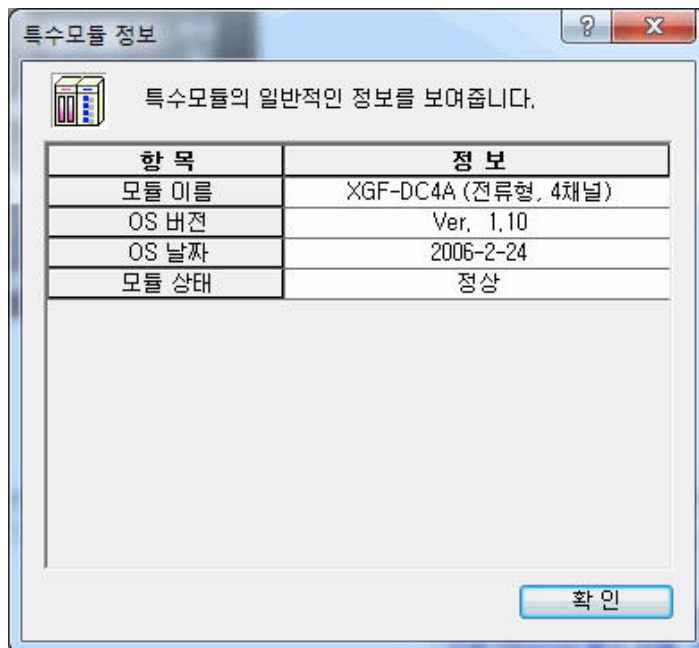 특수모듈 정보
특수모듈의 일반적인 정보를 보여줍니다.
항 목 정 보
모듈 이름 XGF-DC4A (전류형, 4채널)
OS 버전 Ver. 1.10
OS 날짜 2006-2-24
모듈 상태 정상
확 인